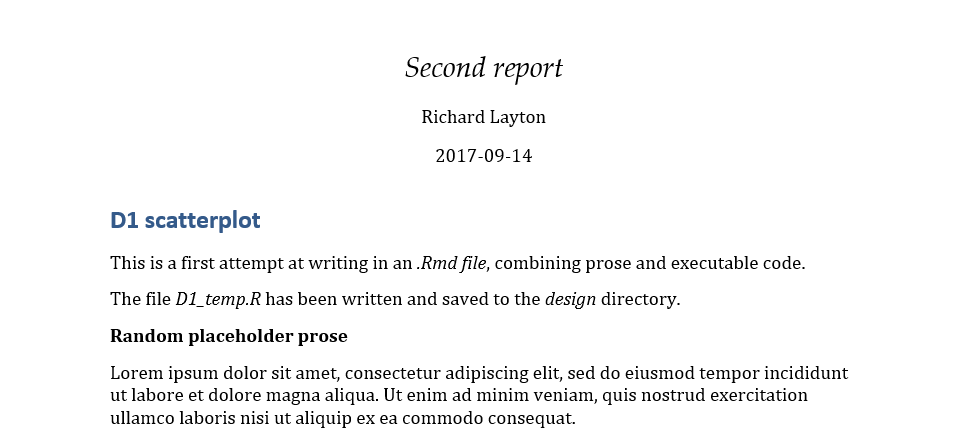 Second report
Richard Layton
2017-09-14
D1 scatterplot
This is a first attempt at writing in an .Rmd file, combining prose and executable code.
The file D1_temp.R has been written and saved to the design directory.
Random placeholder prose
Lorem ipsum dolor sit amet, consectetur adipiscing elit, sed do eiusmod tempor incididunt
ut labore et dolore magna aliqua. Ut enim ad minim veniam, quis nostrud exercitation
ullamco laboris nisi ut aliquip ex ea commodo consequat.